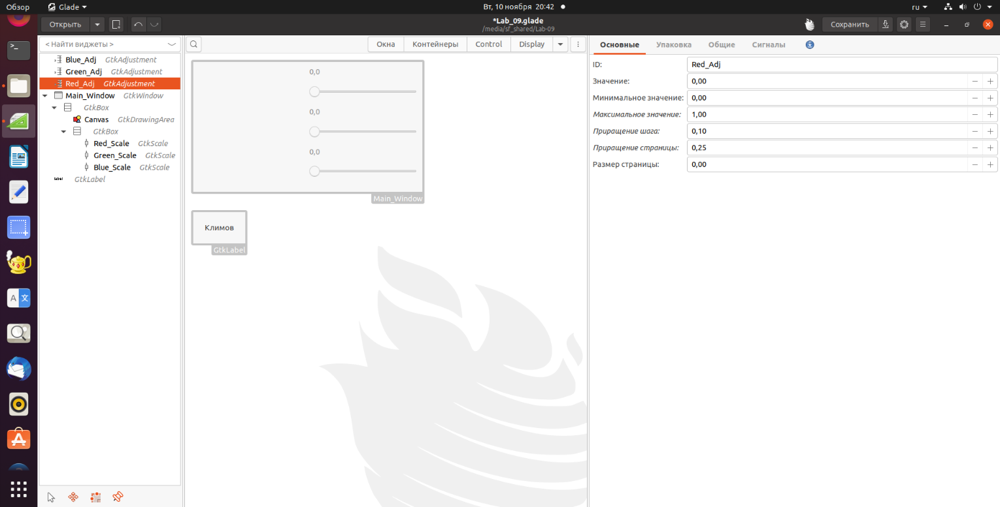 Обзор
Glade
Вт, 10 ноября 20:42
ru
Открыть
*Lab_09.glade
/media/sf_shared/Lab-09
Сохранить
< Найти виджеты >
Blue_Adj GtkAdjustment
Green_Adj GtkAdjustment
Red_Adj GtkAdjustment
Main_Window GtkWindow
GtkBox
Canvas GtkDrawingArea
GtkBox
Red_Scale GtkScale
Green_Scale GtkScale
Blue_Scale GtkScale
label GtkLabel
Окна
Контейнеры
Control
Display
0,0
0,0
0,0
Main_Window
Климов
GtkLabel
Основные
Упаковка
Общие
Сигналы
ID: Red_Adj
Значение: 0,00
Минимальное значение: 0,00
Максимальное значение: 1,00
Приращение шага: 0,10
Приращение страницы: 0,25
Размер страницы: 0,00
>_
A 文